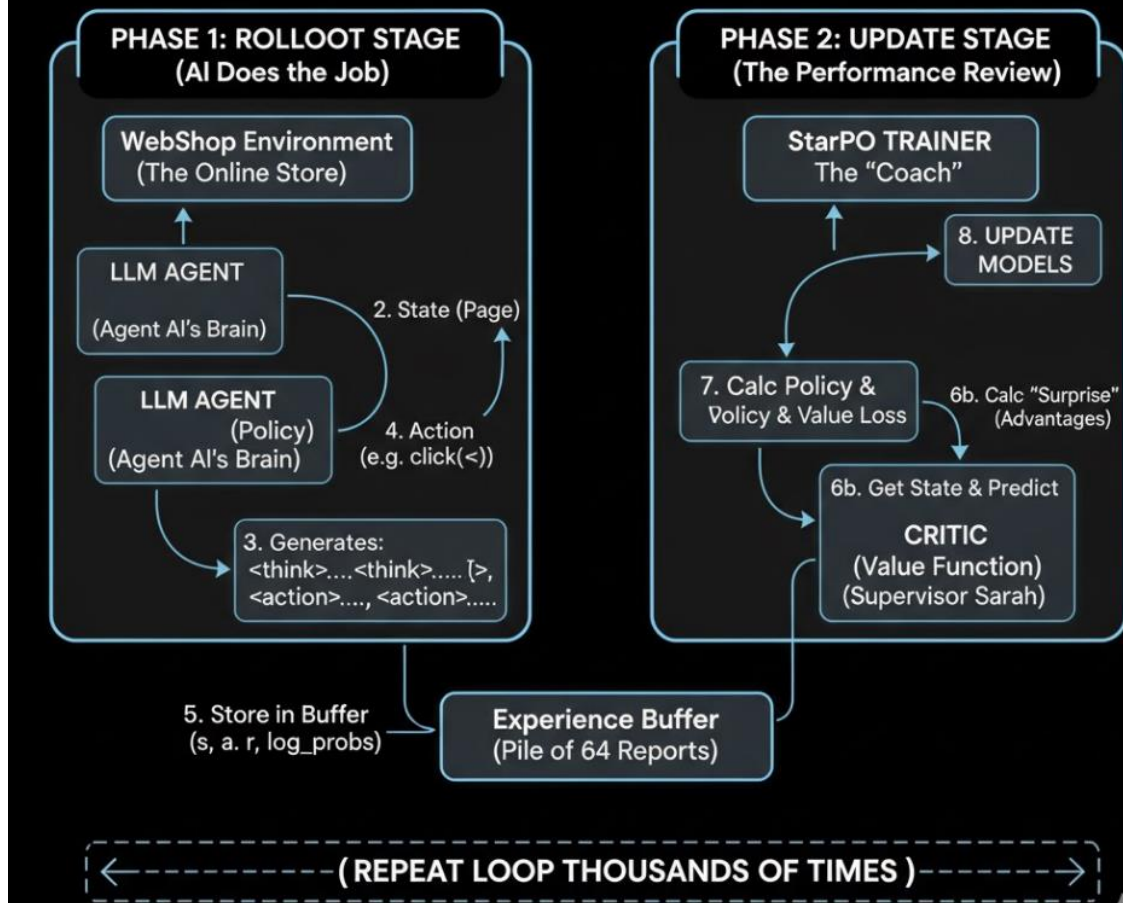 PHASE 1: ROLLOOT STAGE
(AI Does the Job)
WebShop Environment
(The Online Store)
LLM AGENT
(Agent AI's Brain)
2. State (Page)
LLM AGENT
(Policy)
(Agent AI's Brain)
4. Action
(e.g. click(<))
3. Generates:
<think>....<think>..... [>,
<action>...., <action>.....
PHASE 2: UPDATE STAGE
(The Performance Review)
StarPO TRAINER
The “Coach”
8. UPDATE
MODELS
7. Calc Policy &
Volicy & Value Loss
6b. Calc "Surprise"
(Advantages)
6b. Get State & Predict
CRITIC
(Value Function)
(Supervisor Sarah)
5. Store in Buffer
(s, a. r, log_probs)
Experience Buffer
(Pile of 64 Reports)
( REPEAT LOOP THOUSANDS OF TIMES )